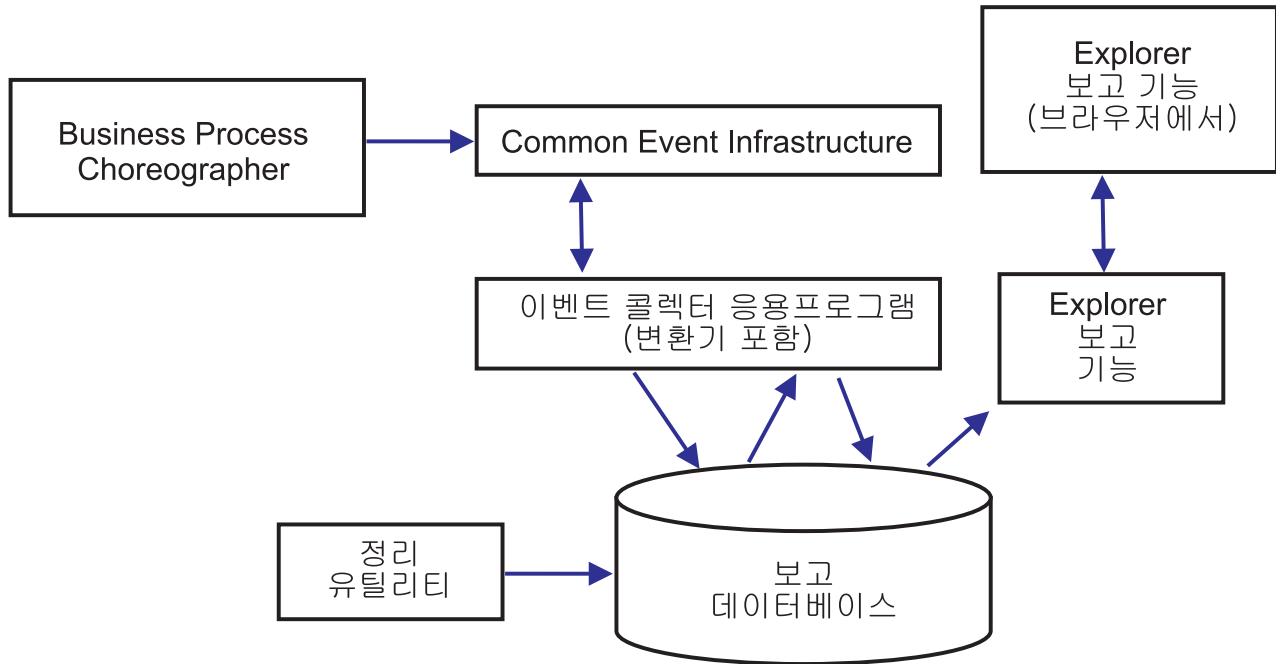 Business Process
Choreographer
Common Event Infrastructure
Explorer
보고 기능
(브라우저에서)
이벤트 콜렉터 응용프로그램
(변환기 포함)
Explorer
보고
기능
정리
유틸리티
보고
데이터베이스